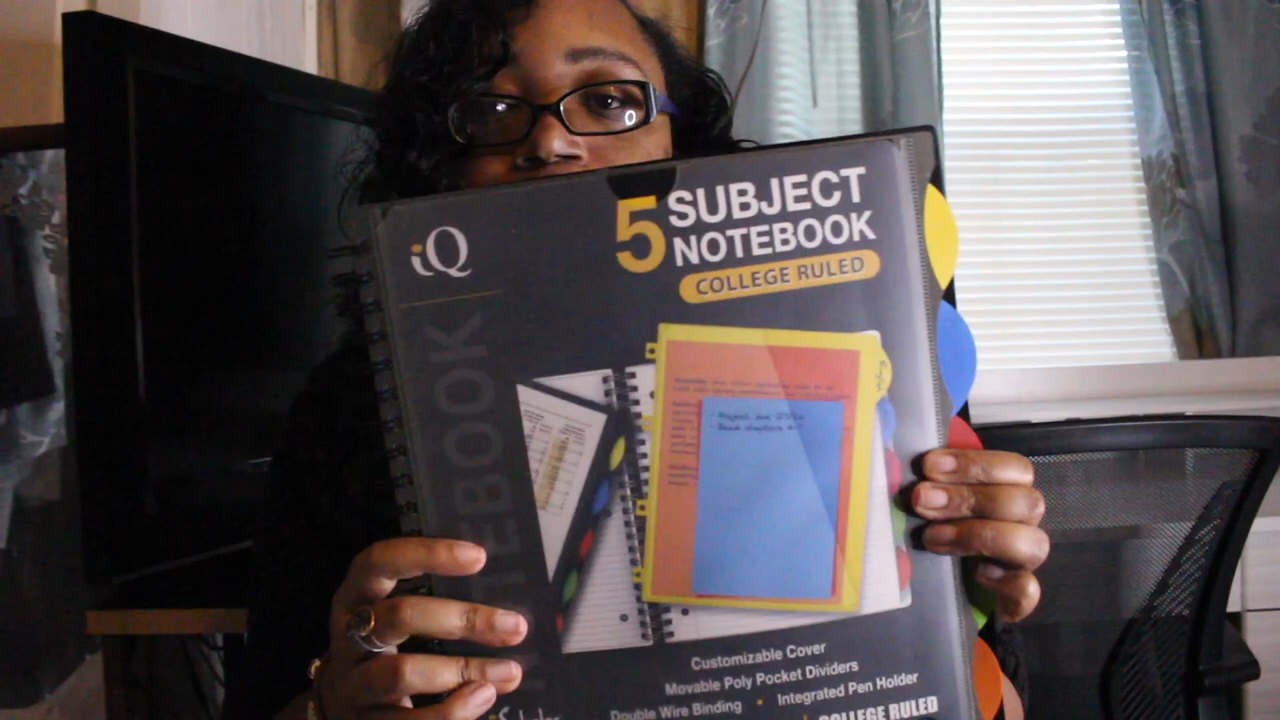 iQ
5 SUBJECT
NOTEBOOK
COLLEGE RULED
Customizable Cover
Movable Poly Pocket Dividers
Double Wire Binding • Integrated Pen Holder
COLLEGE RULED